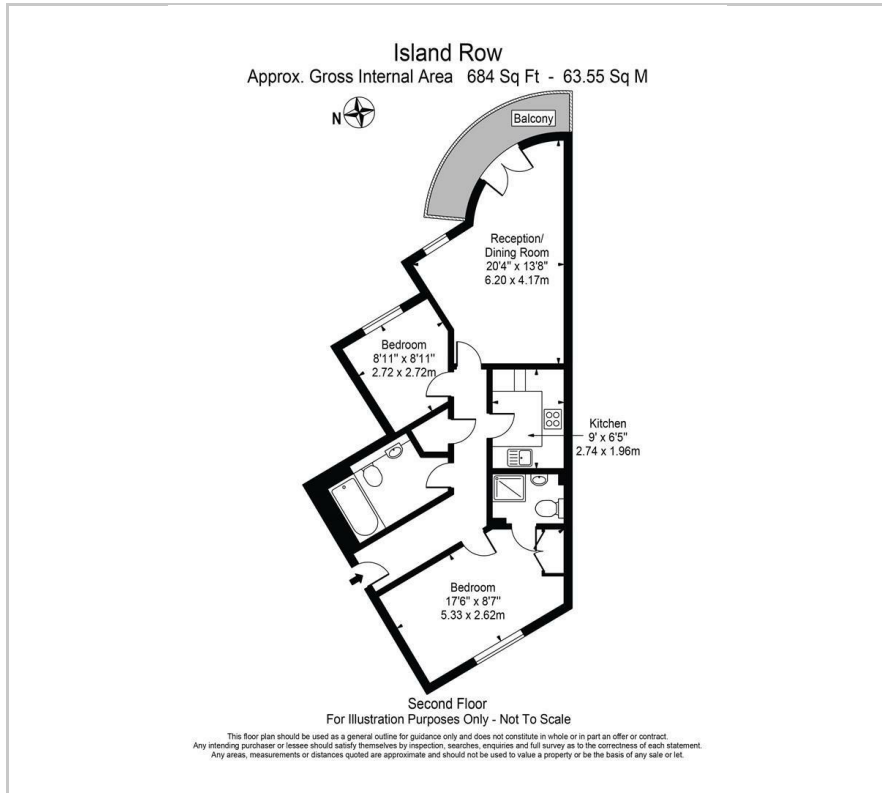 Island Row
Approx. Gross Internal Area 684 Sq Ft - 63.55 Sq M
N
Balcony
Reception/
Dining Room
20'4" x 13'8"
6.20 x 4.17m
Bedroom
8'11" x 8'11"
2.72 x 2.72m
Kitchen
9' x 6'5"
2.74 x 1.96m
Bedroom
17'6" x 8'7"
5.33 x 2.62m
Second Floor
For Illustration Purposes Only - Not To Scale
This floor plan should be used as a general outline for guidance only and does not constitute in whole or in part an offer or contract.
Any intending purchaser or lessee should satisfy themselves by inspection, searches, enquiries and full survey as to the correctness of each statement.
Any areas, measurements or distances quoted are approximate and should not be used to value a property or be the basis of any sale or let.